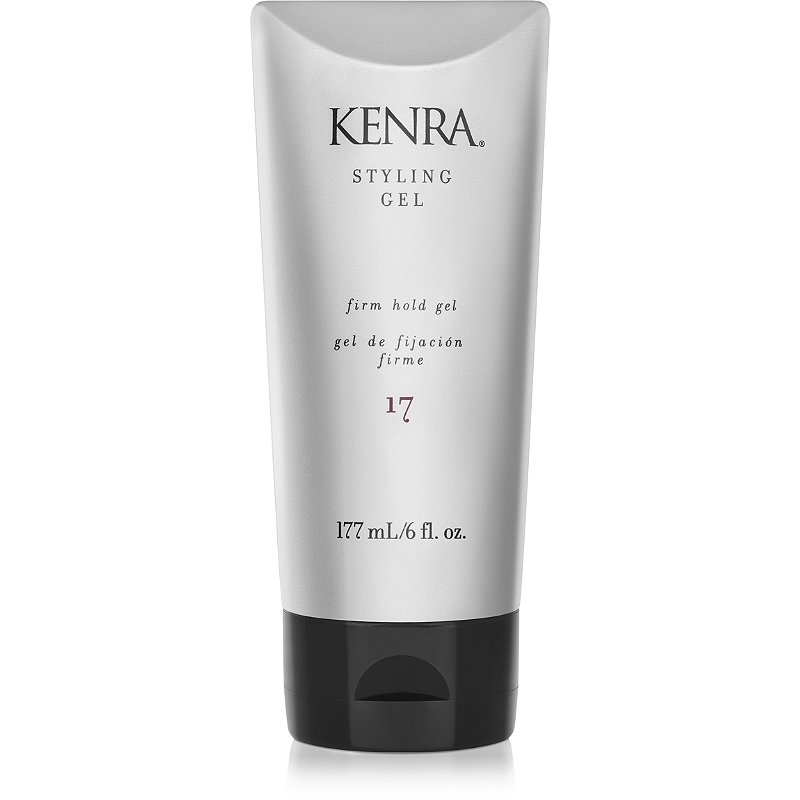 KENRA®
STYLING
GEL
firm hold gel
gel de fijación
firme
17
177 mL/6 fl. oz.